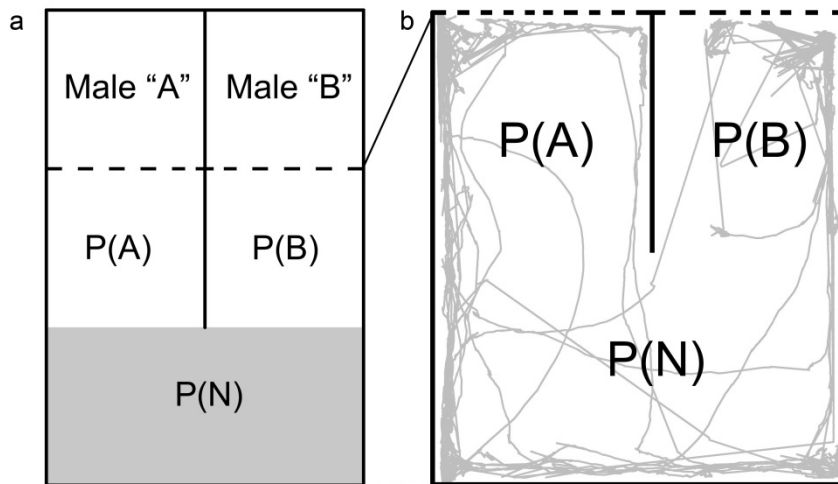 a
Male “A”
Male “B”
P(A)
P(B)
P(N)
b
P(A)
P(B)
P(N)